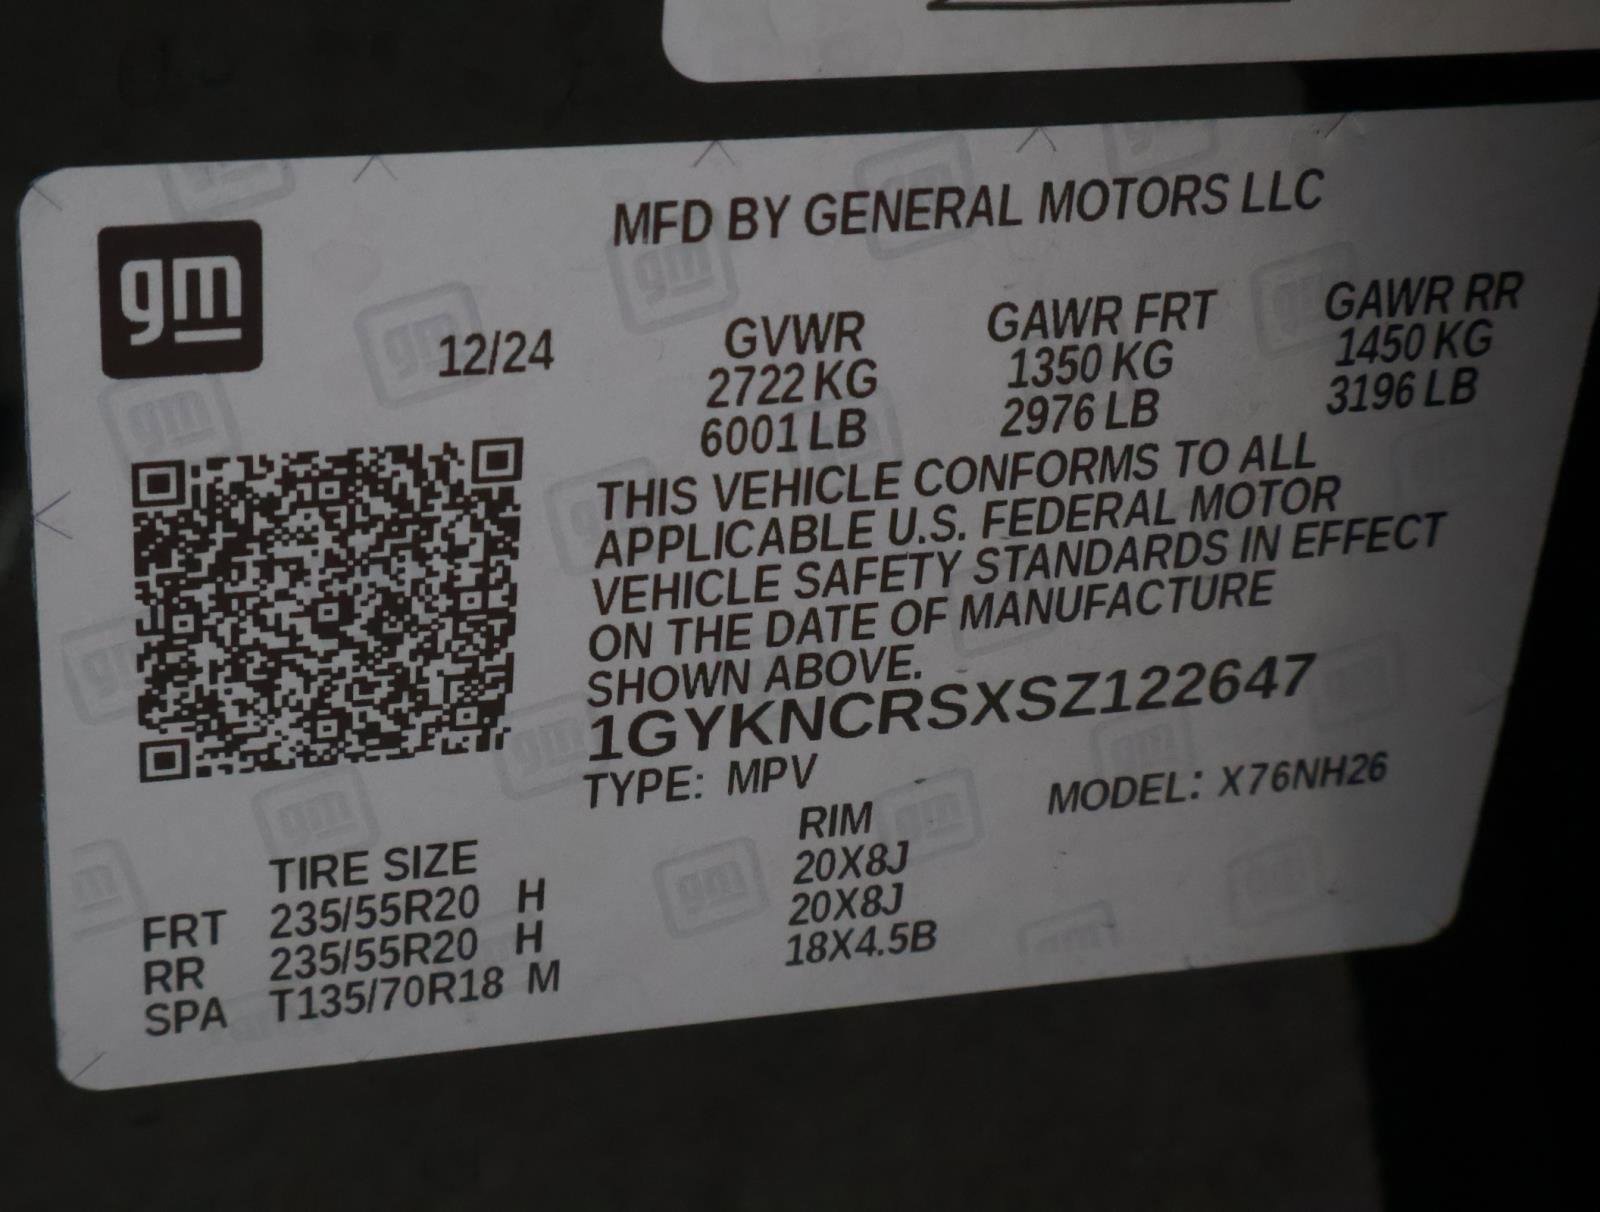 gm
MFD BY GENERAL MOTORS LLC
12/24
GVWR GAWR FRT GAWR RR
2722 KG 1350 KG 1450 KG
6001 LB 2976 LB 3196 LB
THIS VEHICLE CONFORMS TO ALL
APPLICABLE U.S. FEDERAL MOTOR
VEHICLE SAFETY STANDARDS IN EFFECT
ON THE DATE OF MANUFACTURE
SHOWN ABOVE.
1GYKNCRSXSZ122647
TYPE: MPV MODEL: X76NH26
TIRE SIZE RIM
FRT 235/55R20 H 20X8J
RR 235/55R20 H 20X8J
SPA T135/70R18 M 18X4.5B